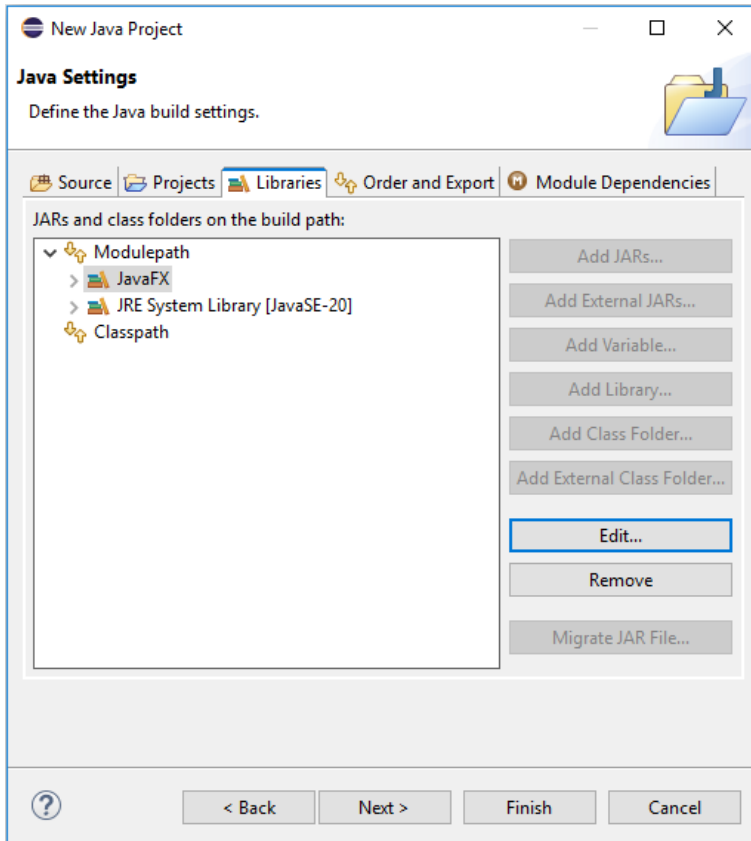 New Java Project
Java Settings
Define the Java build settings.
Source Projects Libraries Order and Export Module Dependencies
JARs and class folders on the build path:
Modulepath
JavaFX
JRE System Library [JavaSE-20]
Classpath
Add JARs...
Add External JARs...
Add Variable...
Add Library...
Add Class Folder...
Add External Class Folder...
Edit...
Remove
Migrate JAR File...
? < Back Next > Finish Cancel